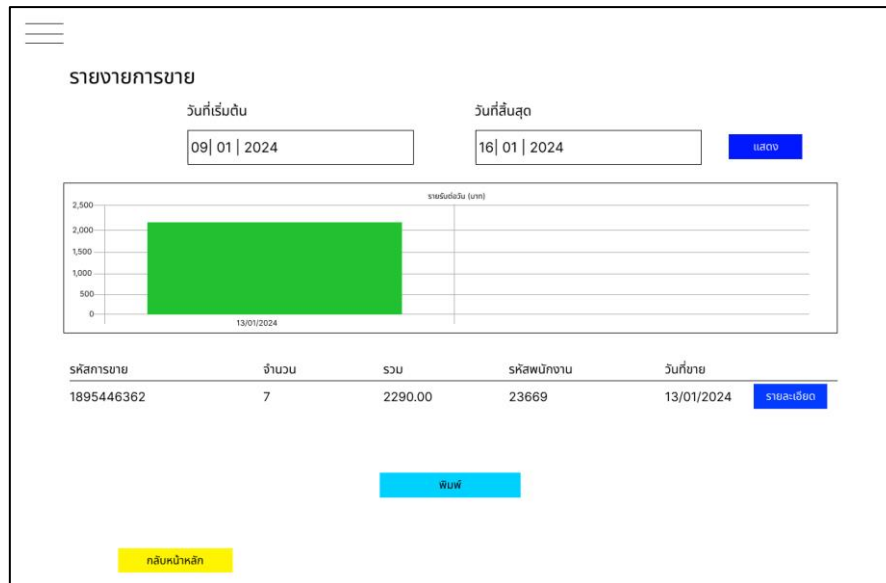 รายงายการขาย
วันที่เริ่มต้น วันที่สิ้นสุด
09| 01 | 2024 16| 01 | 2024 แสดง
รายรับต่อวัน (บาท)
2,500
2,000
1,500
1,000
500
0
13/01/2024
รหัสการขาย จำนวน รวม รหัสพนักงาน วันที่ขาย
1895446362 7 2290.00 23669 13/01/2024 รายละเอียด
พิมพ์
กลับหน้าหลัก